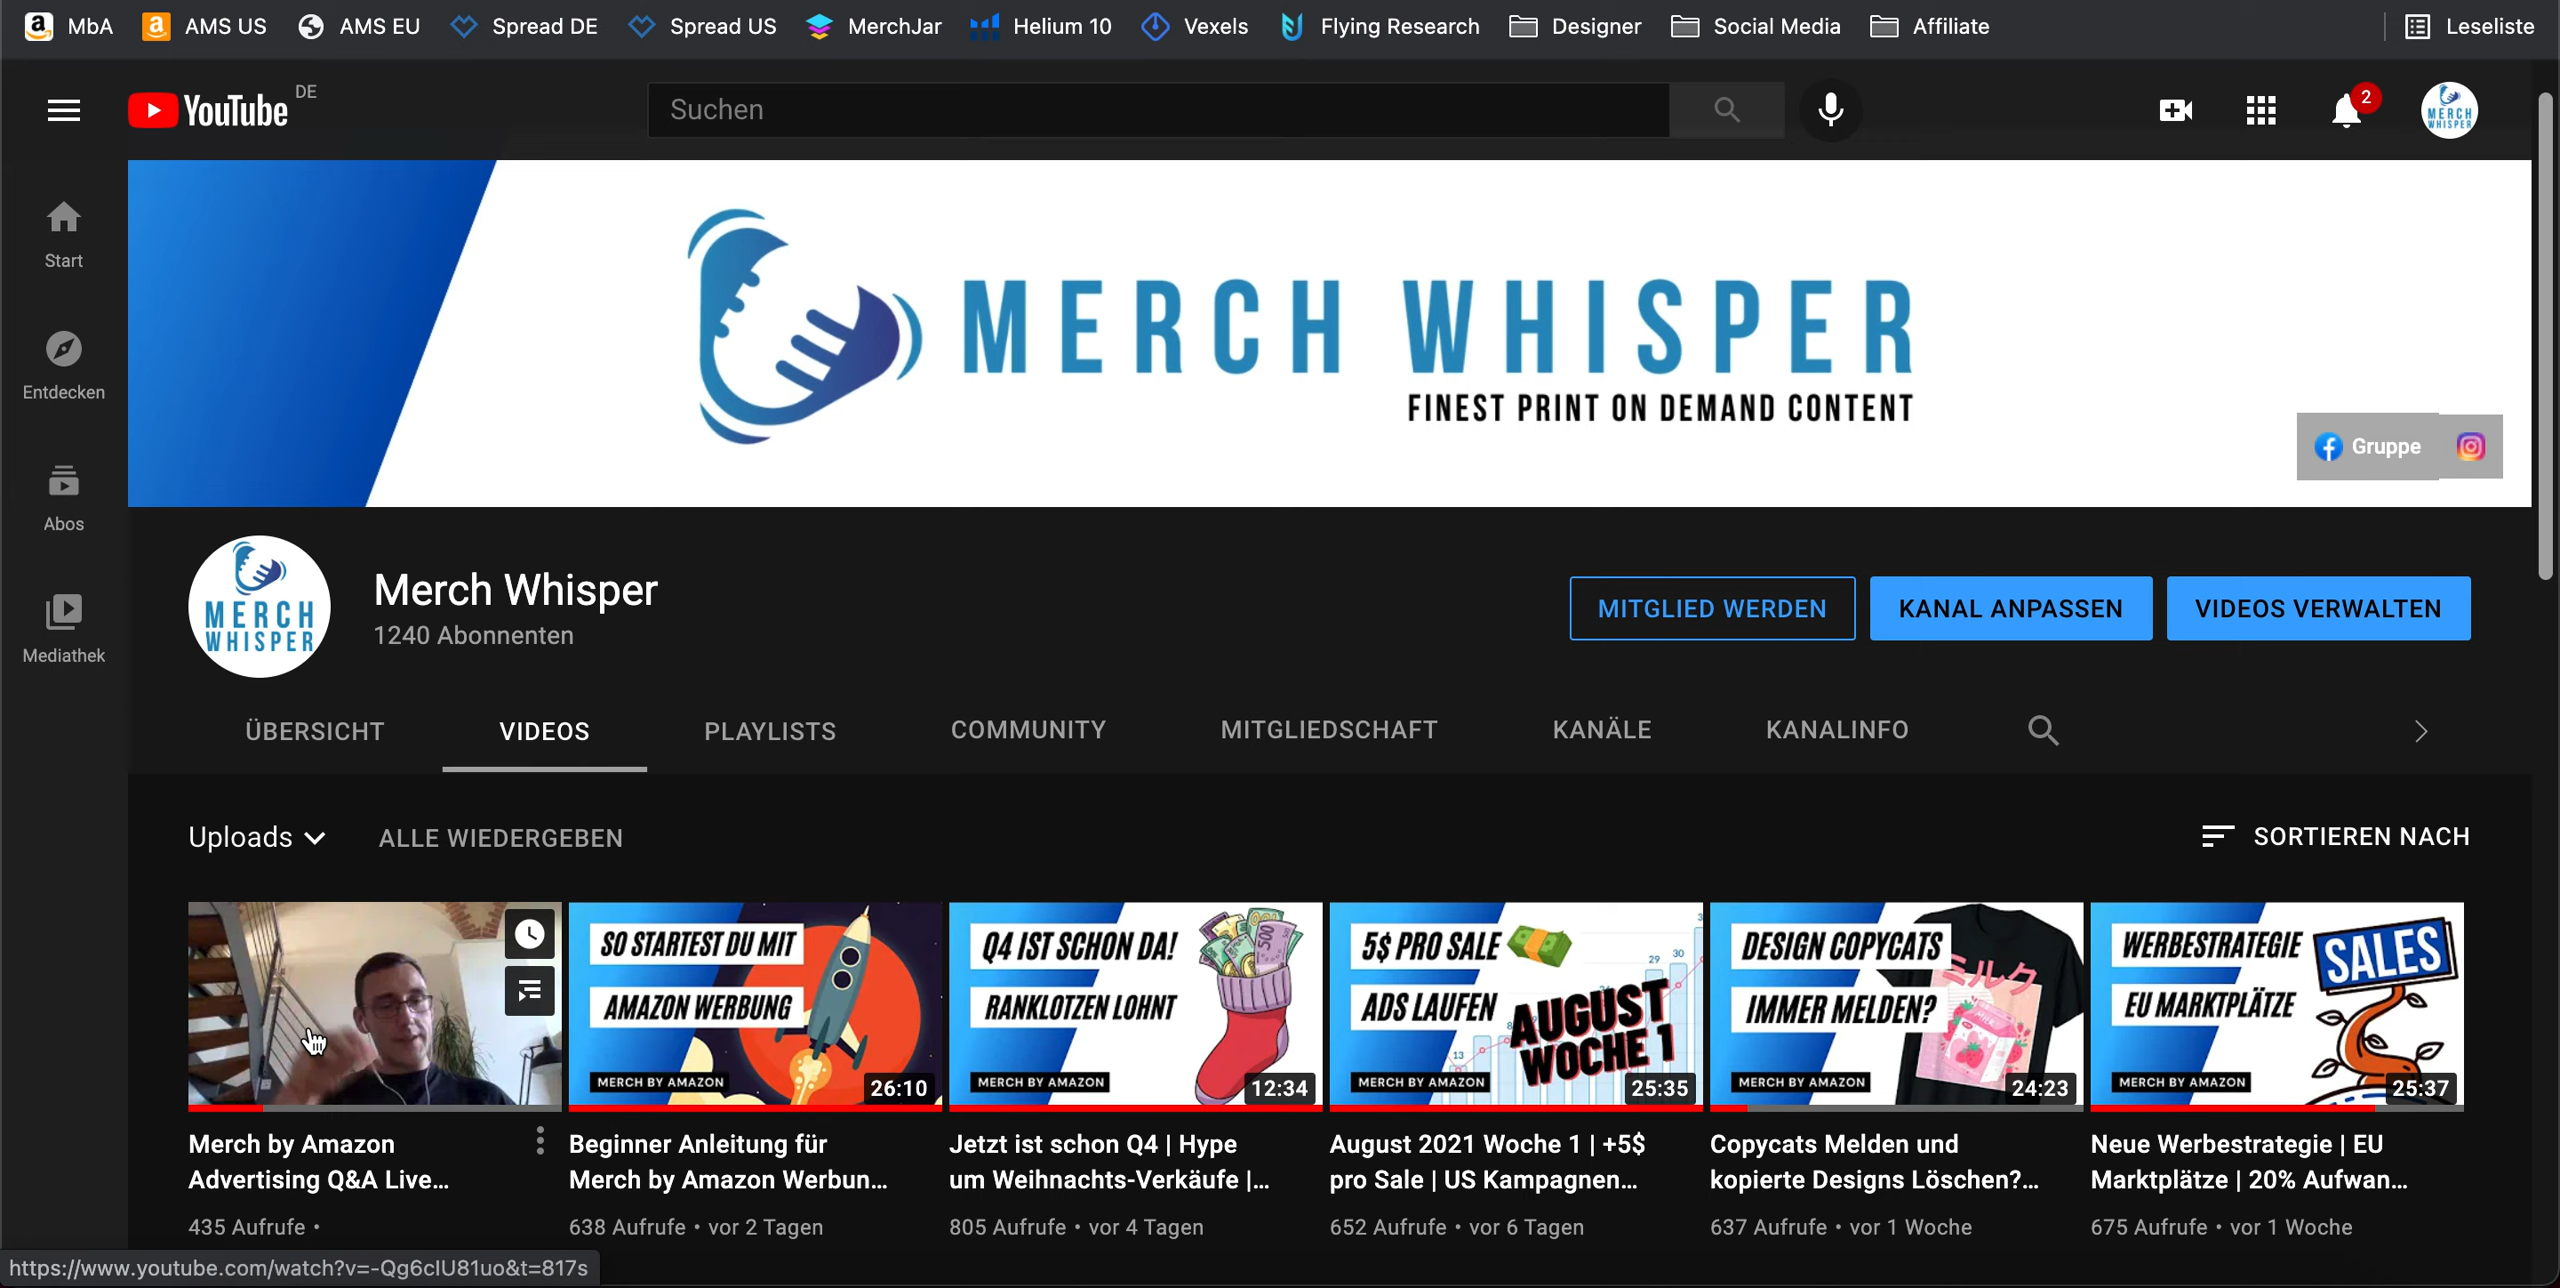 MbA AMS US AMS EU Spread DE Spread US MerchJar Helium 10 Vexels Flying Research Designer Social Media Affiliate Leseliste
YouTube DE Suchen 2 MERCH WHISPER
Start
Entdecken
Abos
Mediathek
MERCH WHISPER
FINEST PRINT ON DEMAND CONTENT
Gruppe
MERCH
WHISPER
Merch Whisper
1240 Abonnenten
MITGLIED WERDEN KANAL ANPASSEN VIDEOS VERWALTEN
ÜBERSICHT VIDEOS PLAYLISTS COMMUNITY MITGLIEDSCHAFT KANÄLE KANALINFO
Uploads ALLE WIEDERGEBEN SORTIEREN NACH
SO STARTEST DU MIT
AMAZON WERBUNG
MERCH BY AMAZON
26:10
Q4 IST SCHON DA!
RANKLOTZEN LOHNT
MERCH BY AMAZON
12:34
5$ PRO SALE
ADS LAUFEN
AUGUST
WOCHE 1
13
29 30
MERCH BY AMAZON
25:35
DESIGN COPYCATS
IMMER MELDEN?
ミルク
MERCH BY AMAZON
24:23
WERBESTRATEGIE
EU MARKTPLÄTZE
SALES
MERCH BY AMAZON
25:37
Merch by Amazon
Advertising Q&A Live...
435 Aufrufe •
Beginner Anleitung für
Merch by Amazon Werbun...
638 Aufrufe • vor 2 Tagen
Jetzt ist schon Q4 | Hype
um Weihnachts-Verkäufe |...
805 Aufrufe • vor 4 Tagen
August 2021 Woche 1 | +5$
pro Sale | US Kampagnen...
652 Aufrufe • vor 6 Tagen
Copycats Melden und
kopierte Designs Löschen?...
637 Aufrufe • vor 1 Woche
Neue Werbestrategie | EU
Marktplätze | 20% Aufwan...
675 Aufrufe • vor 1 Woche
https://www.youtube.com/watch?v=-Qg6cIU81uo&t=817s